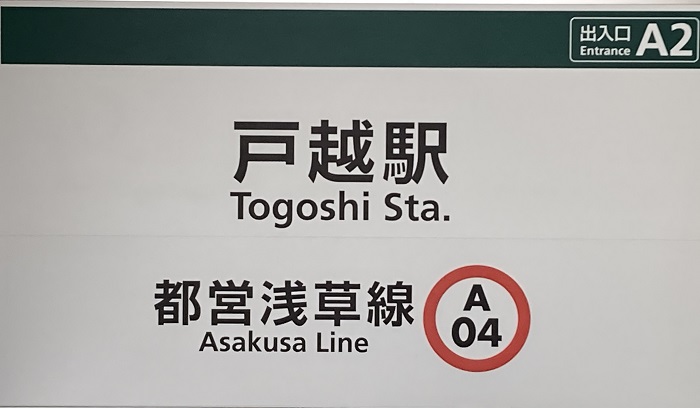 出入口
Entrance
A2
戸越駅
Togoshi Sta.
都営浅草線
Asakusa Line
A
04